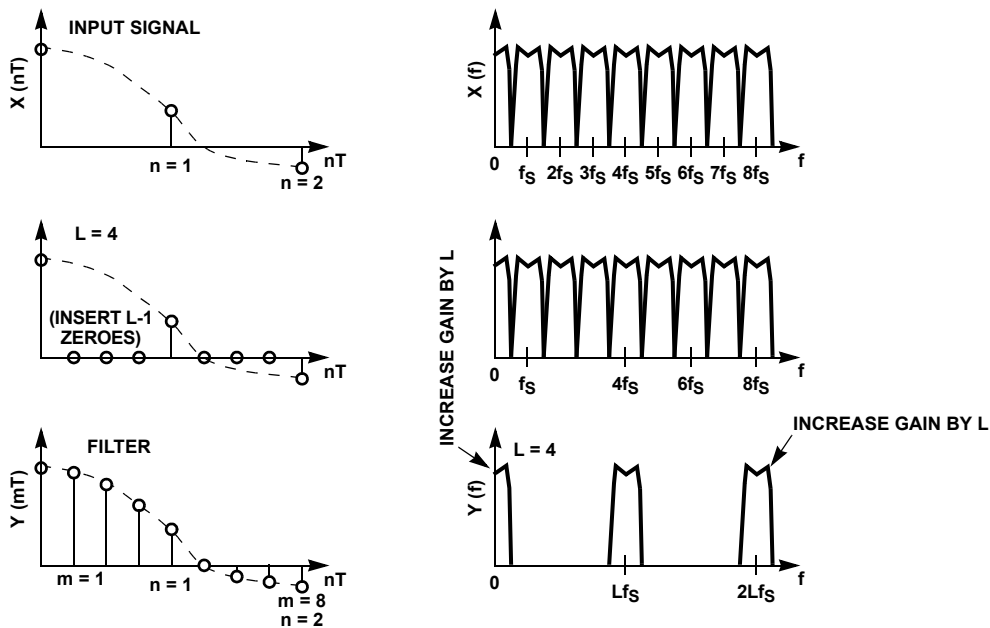 INPUT SIGNAL
X (nT)
nT
n = 1
n = 2
X (f)
0
fS
2fS
3fS
4fS
5fS
6fS
7fS
8fS
f
L = 4
(INSERT L-1
ZEROES)
nT
INCREASE GAIN BY L
0
fS
4fS
6fS
8fS
f
FILTER
Y (mT)
nT
m = 1
n = 1
m = 8
n = 2
L = 4
INCREASE GAIN BY L
Y (f)
0
LfS
2LfS
f